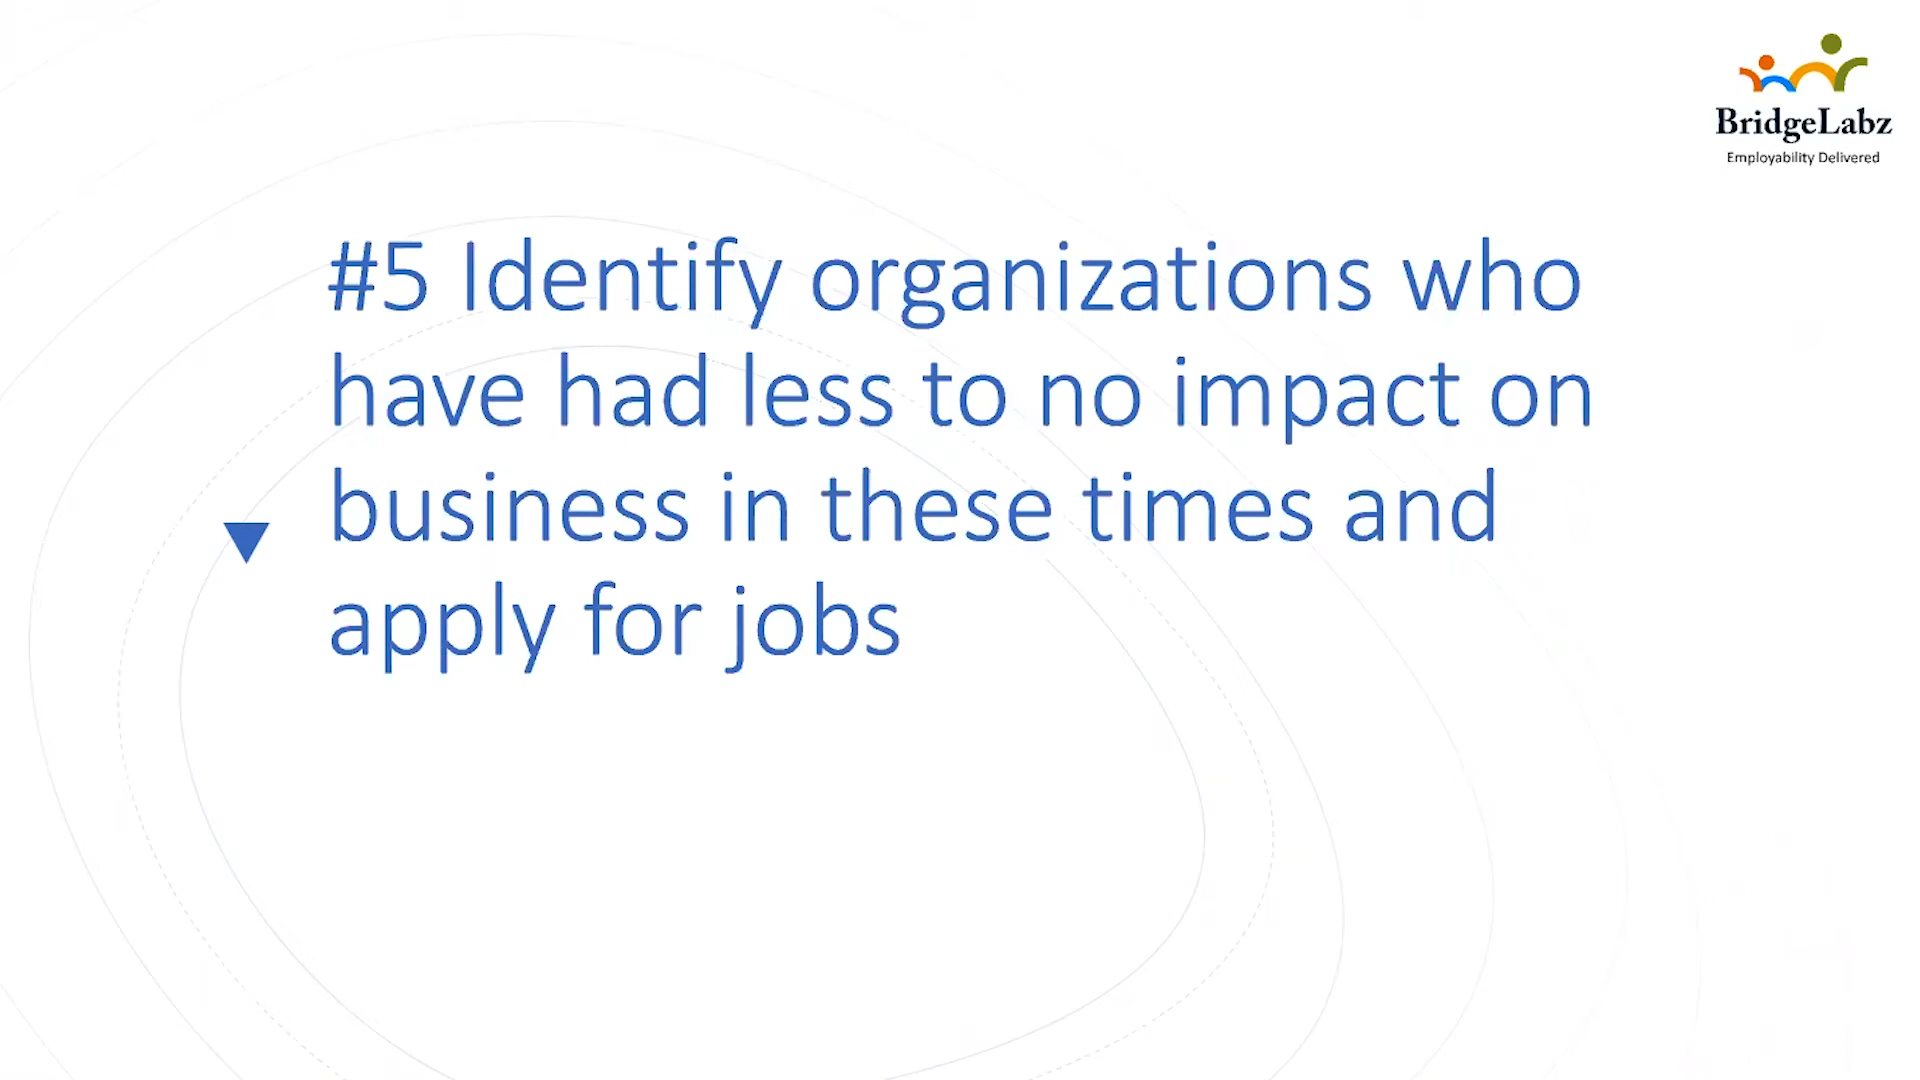 BridgeLabz
Employability Delivered
#5 Identify organizations who
have had less to no impact on
business in these times and
apply for jobs